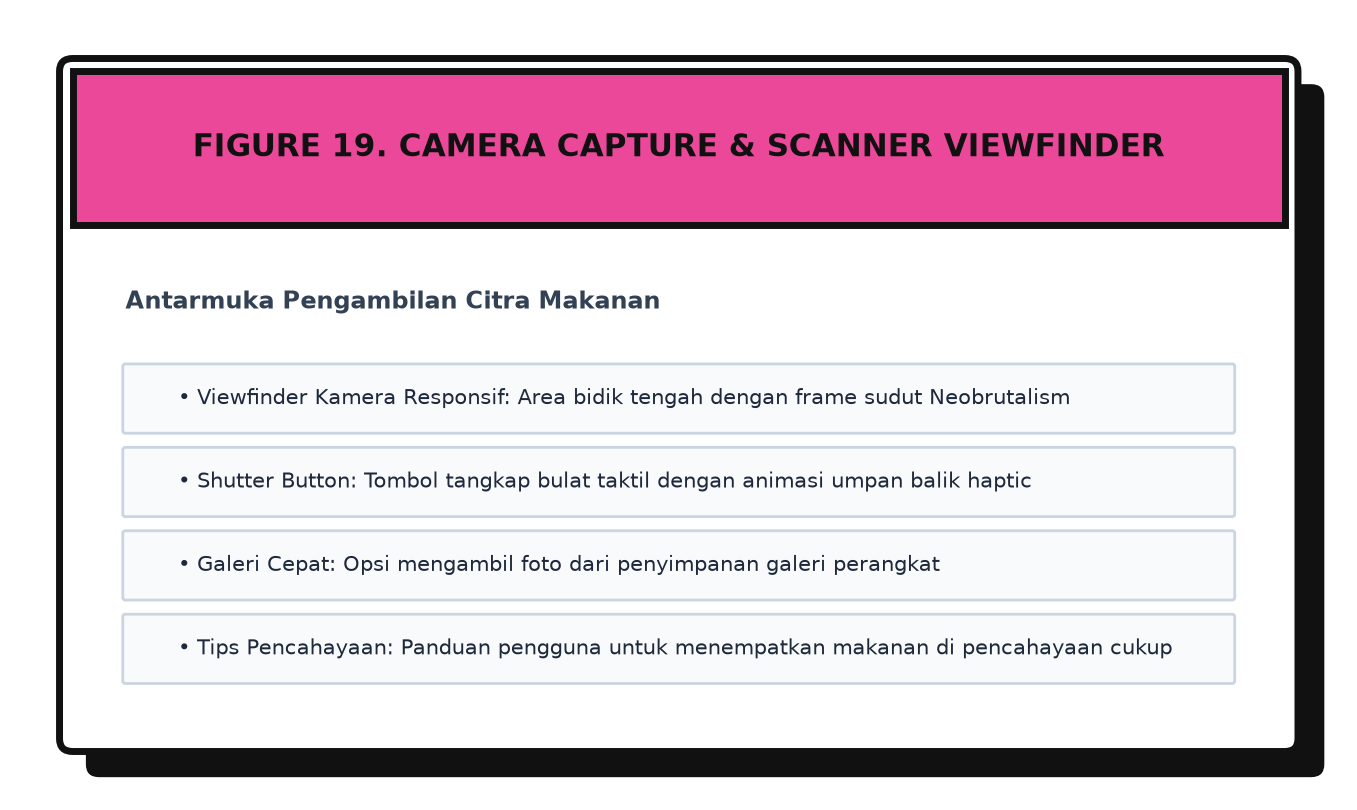 FIGURE 19. CAMERA CAPTURE & SCANNER VIEWFINDER
Antarmuka Pengambilan Citra Makanan
• Viewfinder Kamera Responsif: Area bidik tengah dengan frame sudut Neobrutalism
• Shutter Button: Tombol tangkap bulat taktil dengan animasi umpan balik haptic
• Galeri Cepat: Opsi mengambil foto dari penyimpanan galeri perangkat
• Tips Pencahayaan: Panduan pengguna untuk menempatkan makanan di pencahayaan cukup